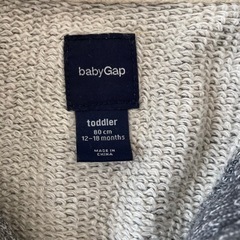 babyGap
toddler
80 cm
12-18 months
MADE IN
CHINA